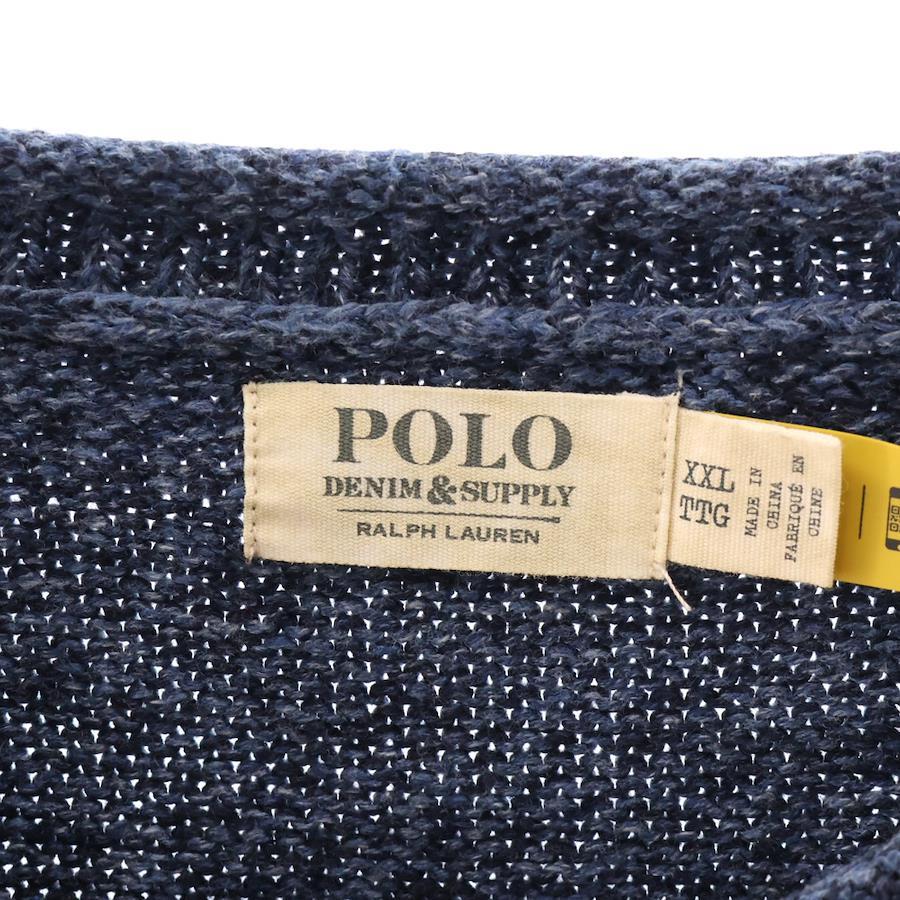 POLO
DENIM & SUPPLY
RALPH LAUREN
XXL
TTG
MADE IN
CHINA
FABRIQUÉ EN
CHINE